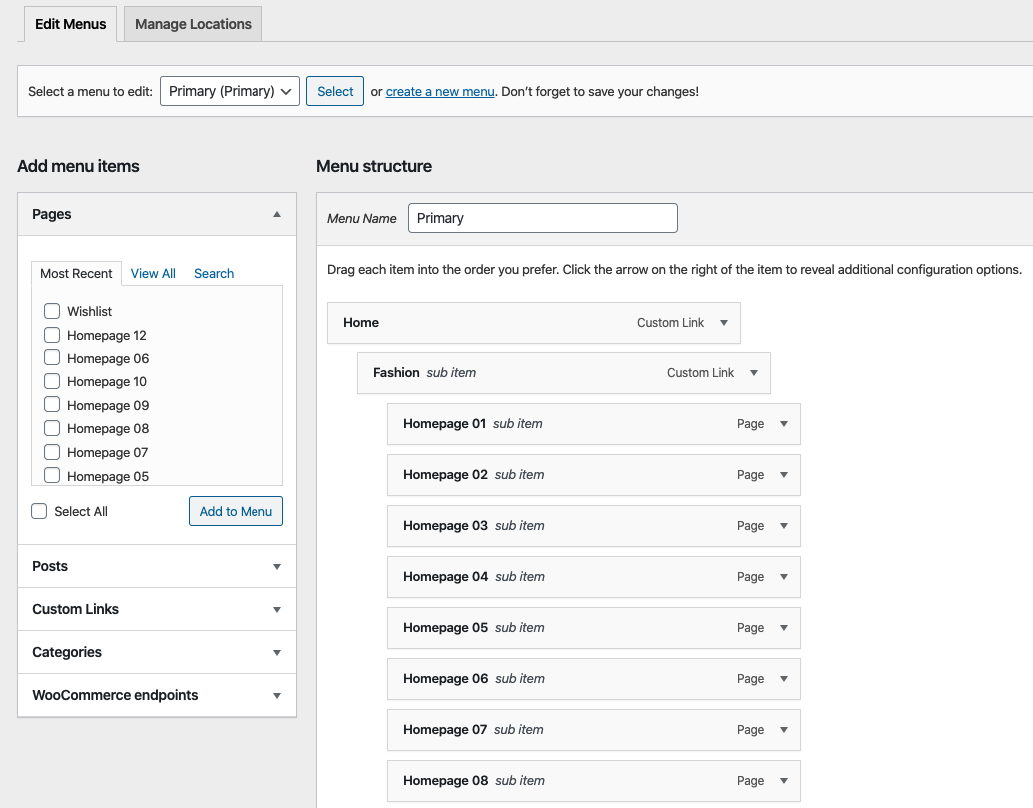 Edit Menus
Manage Locations
Select a menu to edit: Primary (Primary) Select or create a new menu. Don't forget to save your changes!
Add menu items
Pages
Most Recent View All Search
Wishlist
Homepage 12
Homepage 06
Homepage 10
Homepage 09
Homepage 08
Homepage 07
Homepage 05
Select All Add to Menu
Posts
Custom Links
Categories
WooCommerce endpoints
Menu structure
Menu Name Primary
Drag each item into the order you prefer. Click the arrow on the right of the item to reveal additional configuration options.
Home Custom Link
Fashion sub item Custom Link
Homepage 01 sub item Page
Homepage 02 sub item Page
Homepage 03 sub item Page
Homepage 04 sub item Page
Homepage 05 sub item Page
Homepage 06 sub item Page
Homepage 07 sub item Page
Homepage 08 sub item Page